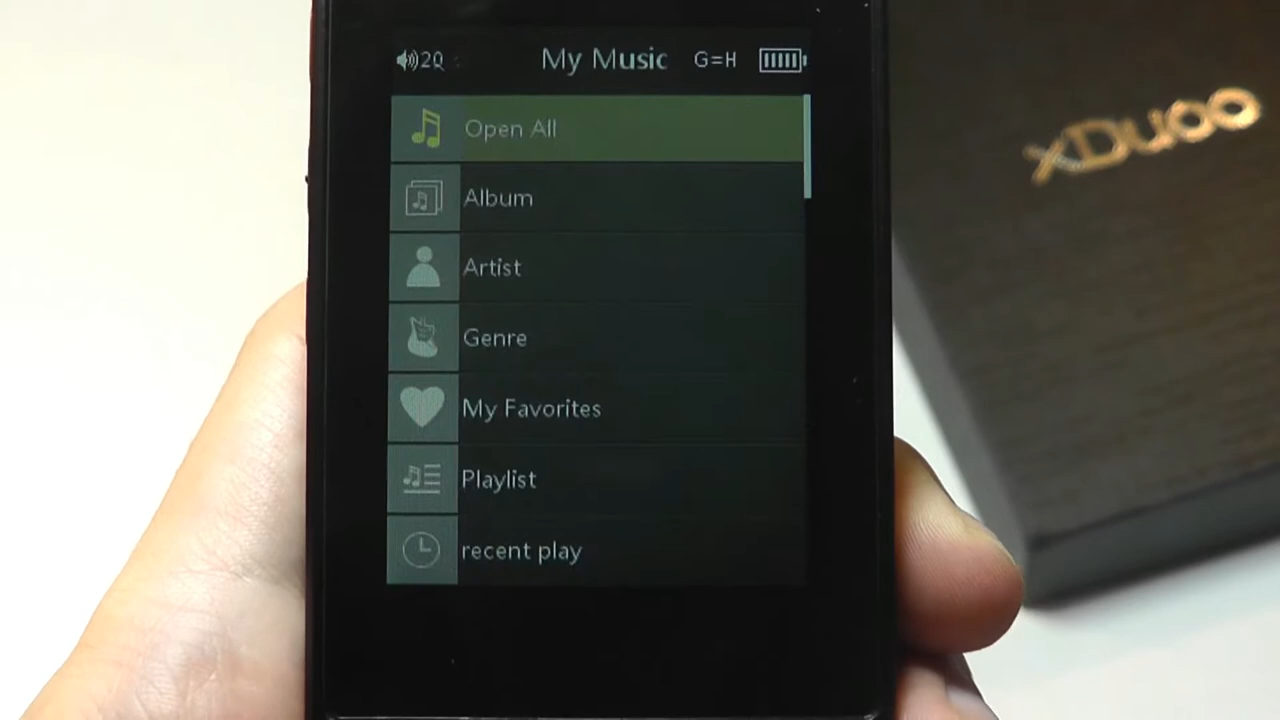 20 My Music G=H
Open All
Album
Artist
Genre
My Favorites
Playlist
recent play
xDuoo